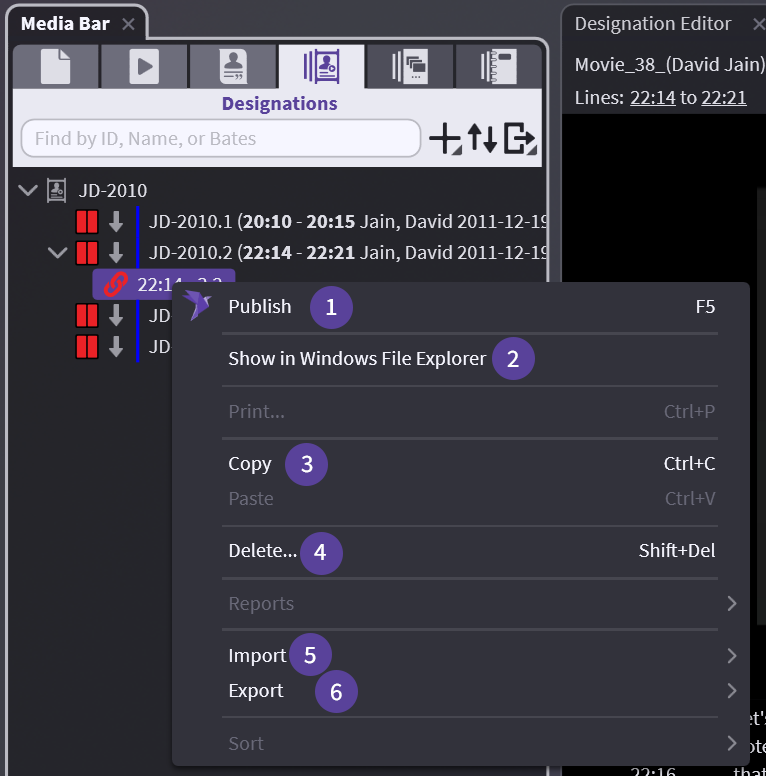 Media Bar
Designation Editor
Movie_38_(David Jain)
Lines: 22:14 to 22:21
Designations
Find by ID, Name, or Bates
JD-2010
JD-2010.1 (20:10 - 20:15 Jain, David 2011-12-19
JD-2010.2 (22:14 - 22:21 Jain, David 2011-12-19
22:14
JD
JD
Publish 1 F5
Show in Windows File Explorer 2
Print... Ctrl+P
Copy 3 Ctrl+C
Paste Ctrl+V
Delete... 4 Shift+Del
Reports
Import 5
Export 6
Sort
22:16 that